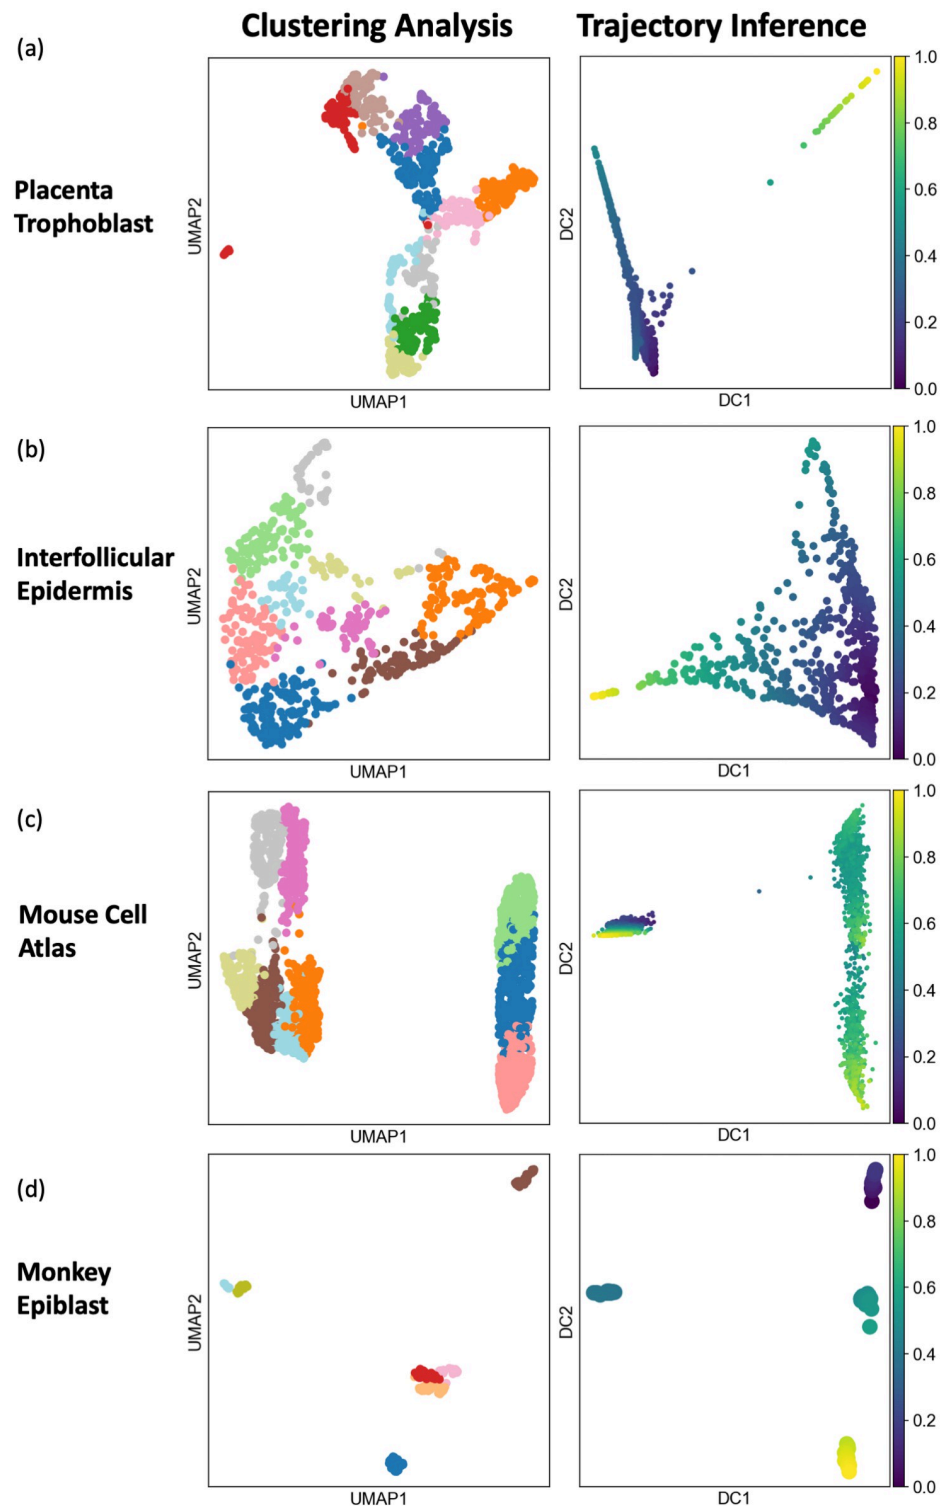 Clustering Analysis
Trajectory Inference
(a)
Placenta
Trophoblast
UMAP2
UMAP1
DC2
DC1
1.0
0.8
0.6
0.4
0.2
0.0
(b)
Interfollicular
Epidermis
UMAP2
UMAP1
DC2
DC1
1.0
0.8
0.6
0.4
0.2
0.0
(c)
Mouse Cell
Atlas
UMAP2
UMAP1
DC2
DC1
1.0
0.8
0.6
0.4
0.2
0.0
(d)
Monkey
Epiblast
UMAP2
UMAP1
DC2
DC1
1.0
0.8
0.6
0.4
0.2
0.0